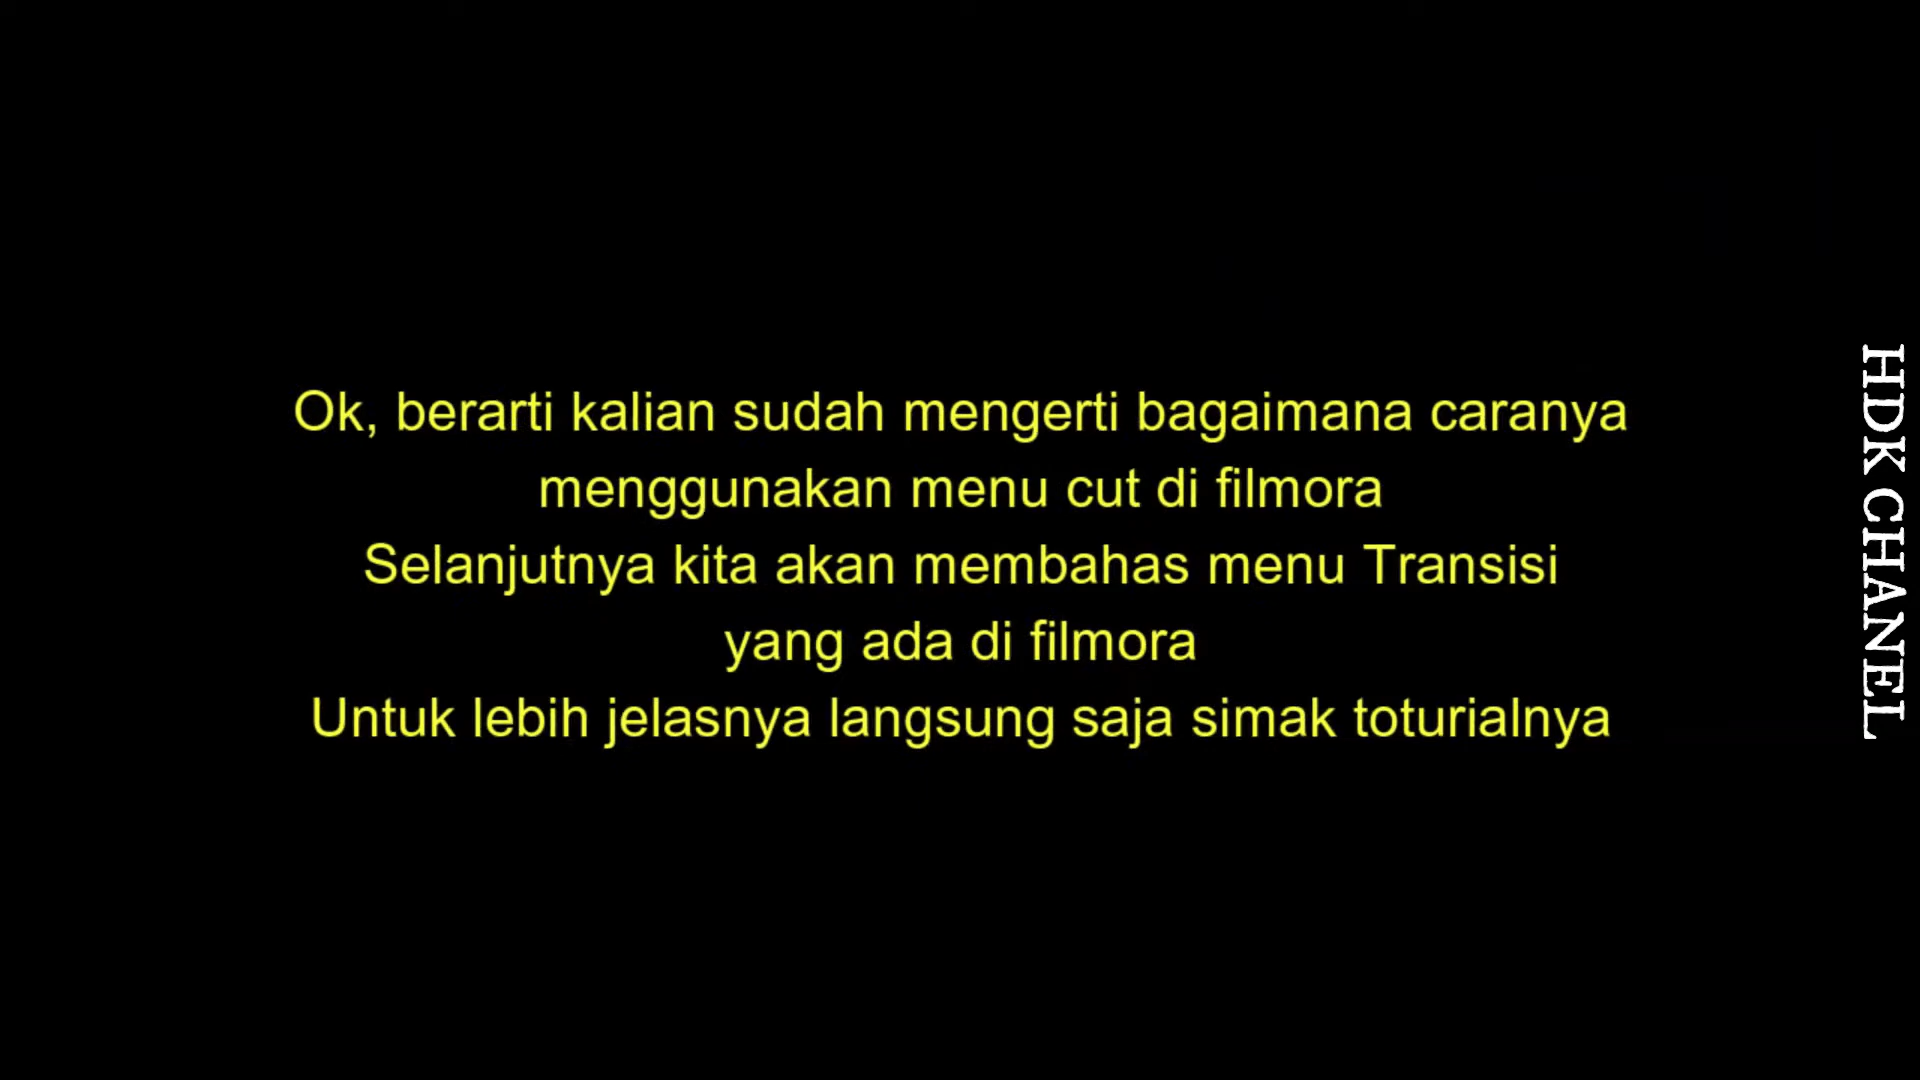 Ok, berarti kalian sudah mengerti bagaimana caranya
menggunakan menu cut di filmora
Selanjutnya kita akan membahas menu Transisi
yang ada di filmora
Untuk lebih jelasnya langsung saja simak toturialnya
HDK CHANEL